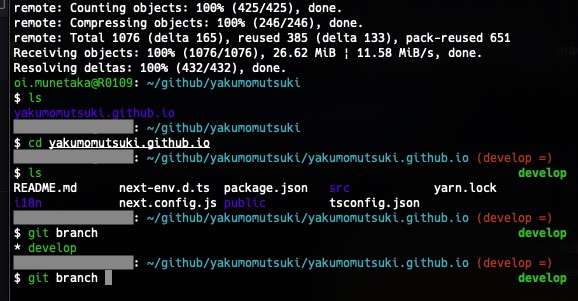 remote: Counting objects: 100% (425/425), done.
remote: Compressing objects: 100% (246/246), done.
remote: Total 1076 (delta 165), reused 385 (delta 133), pack-reused 651
Receiving objects: 100% (1076/1076), 26.62 MiB ¦ 11.58 MiB/s, done.
Resolving deltas: 100% (432/432), done.
oi.munetaka@R0109: ~/github/yakumomutsuki
$ ls
yakumomutsuki.github.io
: ~/github/yakumomutsuki
$ cd yakumomutsuki.github.io
: ~/github/yakumomutsuki/yakumomutsuki.github.io (develop =)
$ ls develop
README.md next-env.d.ts package.json src yarn.lock
i18n next.config.js public tsconfig.json
: ~/github/yakumomutsuki/yakumomutsuki.github.io (develop =)
$ git branch develop
* develop
: ~/github/yakumomutsuki/yakumomutsuki.github.io (develop =)
$ git branch develop